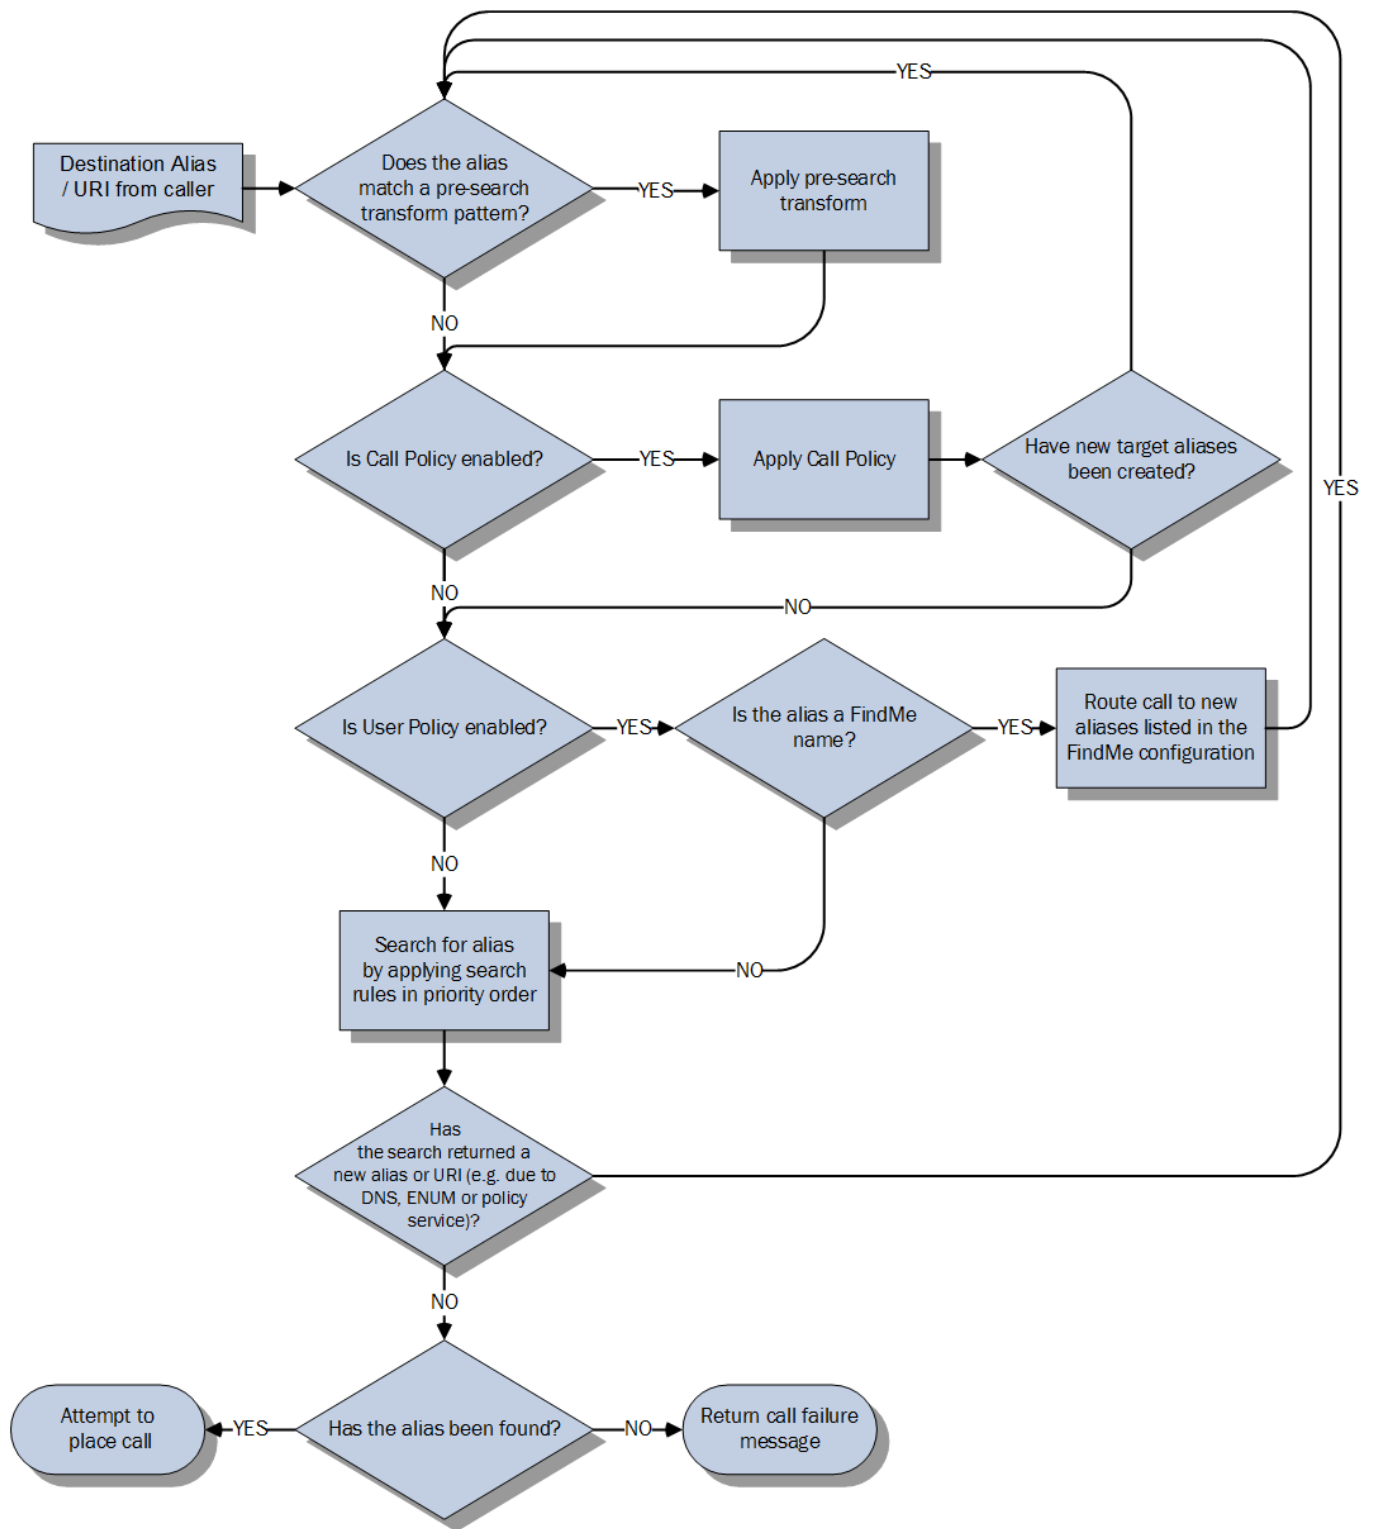 YES
Destination Alias
/ URI from caller
Does the alias
match a pre-search
transform pattern?
YES
Apply pre-search
transform
NO
Is Call Policy enabled?
YES
Apply Call Policy
Have new target aliases
been created?
YES
NO
NO
Is User Policy enabled?
YES
Is the alias a FindMe
name?
YES
Route call to new
aliases listed in the
FindMe configuration
NO
Search for alias
by applying search
rules in priority order
NO
Has
the search returned a
new alias or URI (e.g. due to
DNS, ENUM or policy
service)?
NO
Attempt to
place call
YES
Has the alias been found?
NO
Return call failure
message